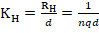 K_H = R_H/d = 1/nqd